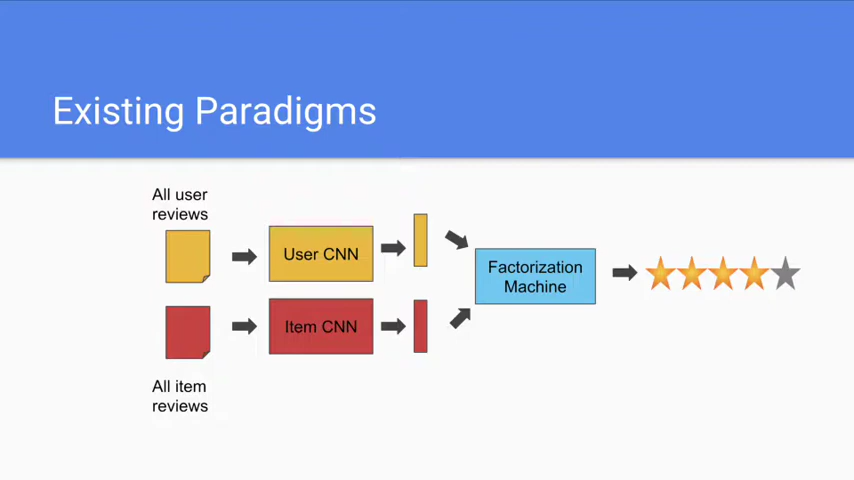 Existing Paradigms
All user
reviews
User CNN
Factorization
Machine
Item CNN
All item
reviews